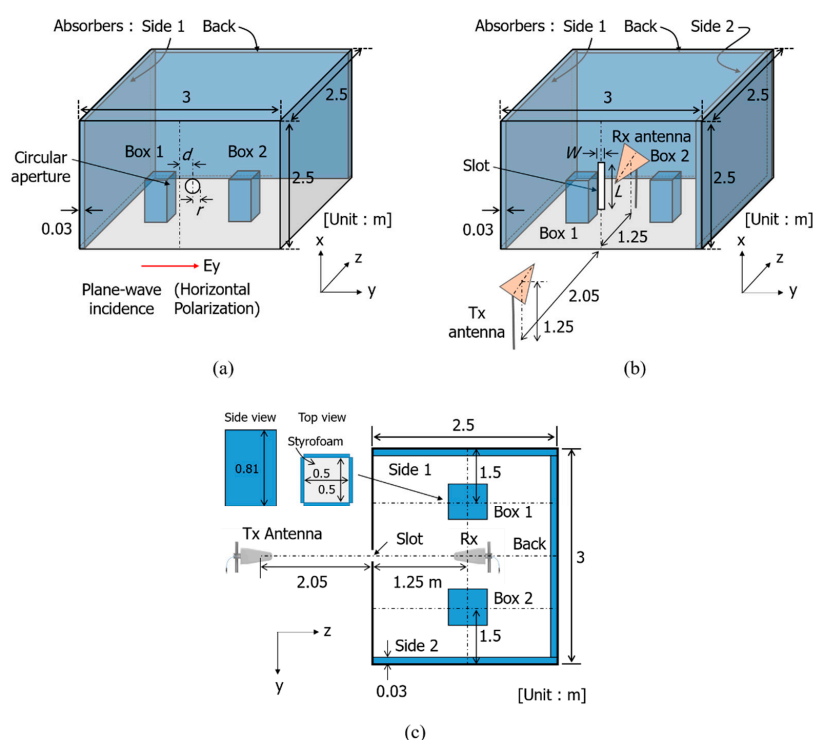 Absorbers : Side 1 Back
3
2.5
Box 1 d Box 2
Circular
aperture
r
2.5
0.03
[Unit : m]
Ey
Plane-wave (Horizontal
incidence Polarization)
x
z
y
(a)
Absorbers : Side 1 Back Side 2
3
2.5
Rx antenna
W Box 2
Slot
L
2.5
0.03
Box 1
1.25
[Unit : m]
2.05
Tx
antenna
1.25
x
z
y
(b)
Side view Top view
Styrofoam
0.81
0.5
0.5
2.5
Side 1
1.5
Box 1
Tx Antenna Slot Rx Back
3
2.05 1.25 m
Box 2
1.5
z
y
Side 2
0.03
[Unit : m]
(c)